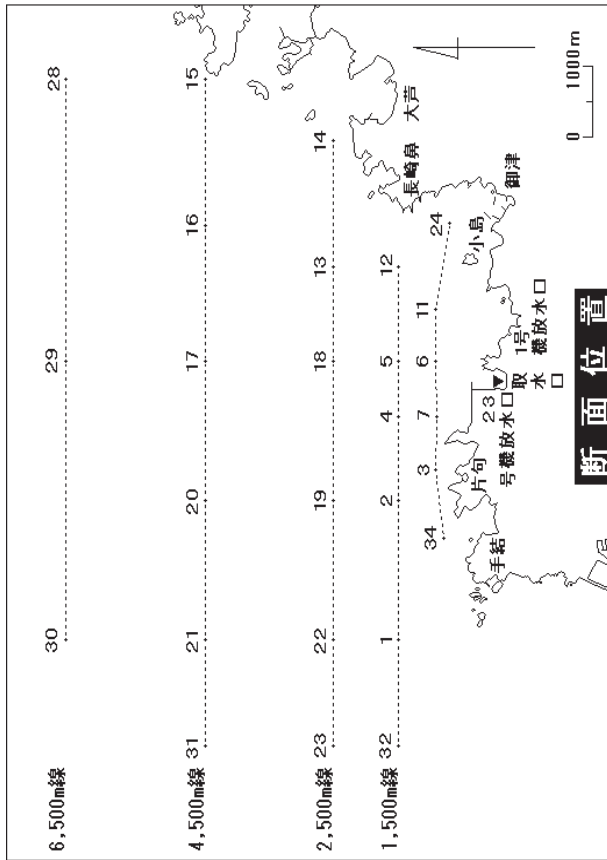 6,500m線 30 29 28
4,500m線 31 21 20 17 16 15
2,500m線 23 22 19 18 13 14
1,500m線 32 1 2 4 5 12
34 3 7 6 11 24
大芦
長崎鼻
御津
小島
片句
手結
23
号機放水口
取水口
1号
機放水口
0 1000m
断面位置